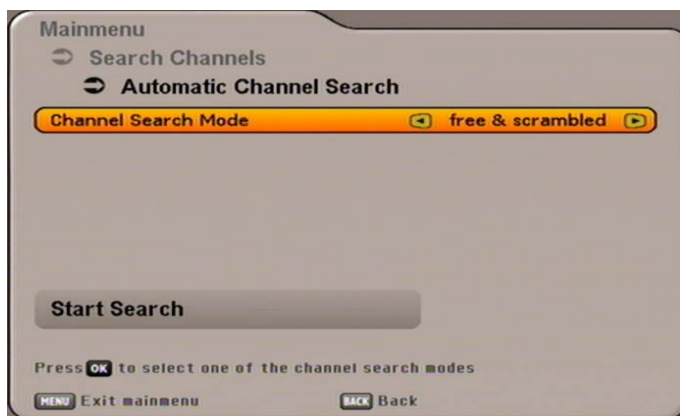 Mainmenu
Search Channels
Automatic Channel Search
Channel Search Mode free & scrambled
Start Search
Press OK to select one of the channel search modes
MENU Exit mainmenu BACK Back